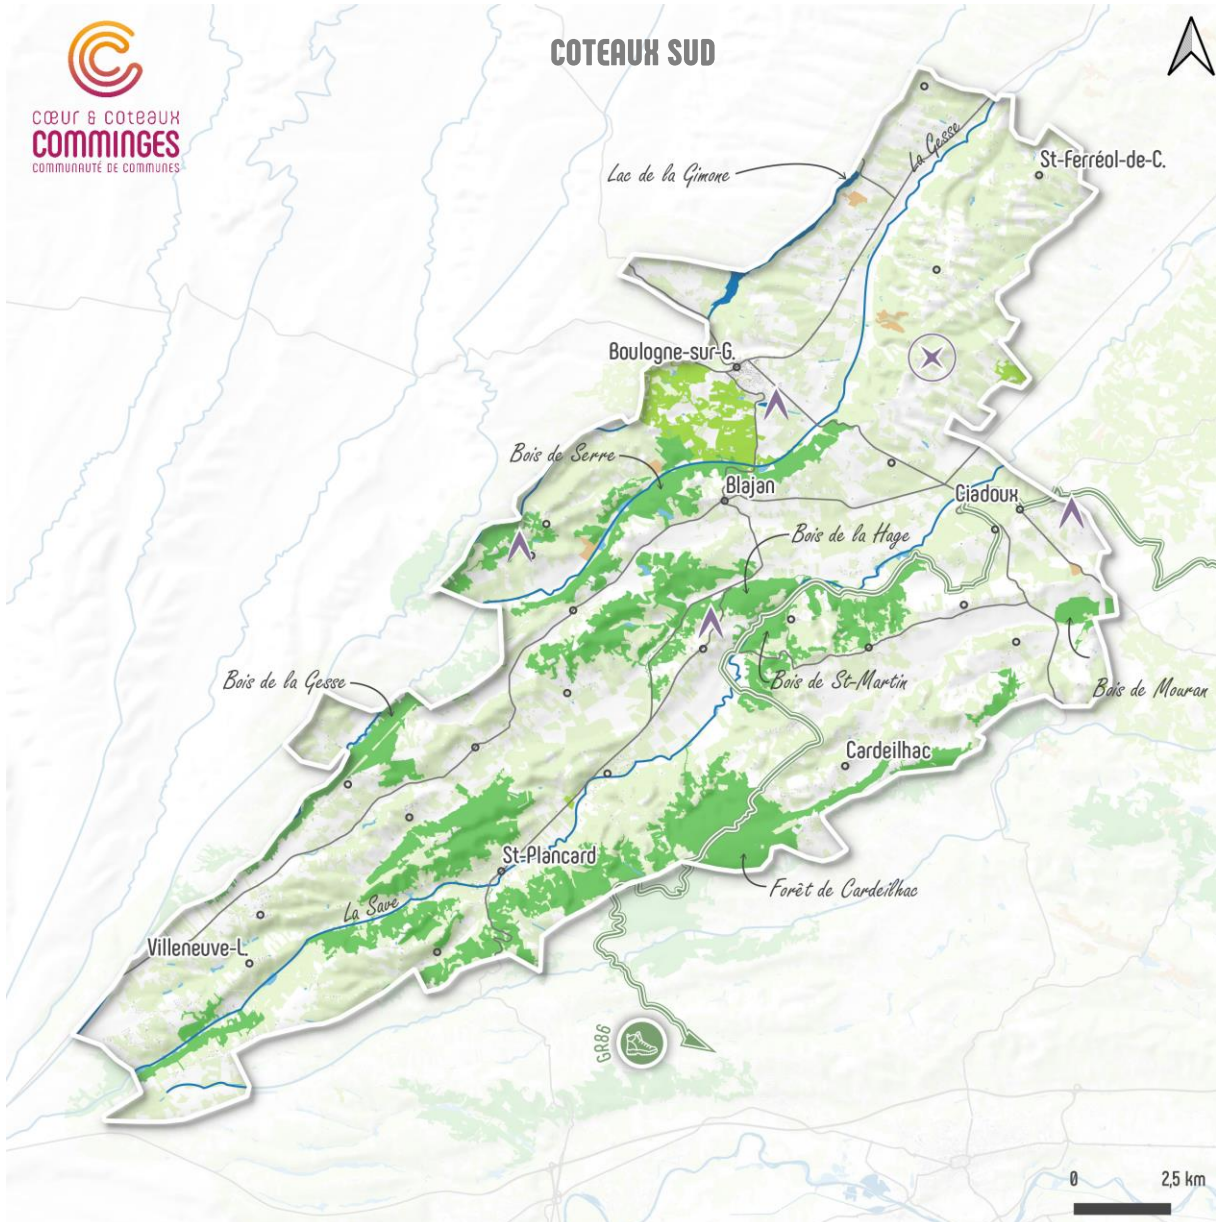 COTEAUX SUD
cœur & coteaux
COMMINGES
COMMUNAUTÉ DE COMMUNES
La Gesse
St-Ferréol-de-C.
Lac de la Gimone
Boulogne-sur-G.
Bois de Serre
Blajan
Ciadoux
Bois de la Hage
Bois de la Gesse
Bois de St-Martin
Bois de Mouran
Cardeilhac
St-Plancard
Forêt de Cardeilhac
La Save
Villeneuve-L.
GR86
0 2,5 km